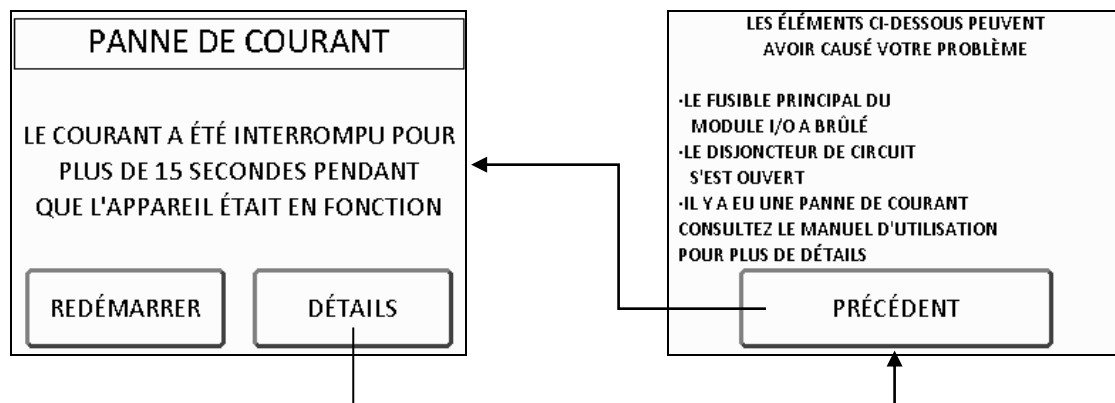 PANNE DE COURANT
LE COURANT A ÉTÉ INTERROMPU POUR
PLUS DE 15 SECONDES PENDANT
QUE L'APPAREIL ÉTAIT EN FONCTION
REDÉMARRER
DÉTAILS
LES ÉLÉMENTS CI-DESSOUS PEUVENT
AVOIR CAUSÉ VOTRE PROBLÈME
·LE FUSIBLE PRINCIPAL DU
MODULE I/O A BRÛLÉ
·LE DISJONCTEUR DE CIRCUIT
S'EST OUVERT
·IL Y A EU UNE PANNE DE COURANT
CONSULTEZ LE MANUEL D'UTILISATION
POUR PLUS DE DÉTAILS
PRÉCÉDENT